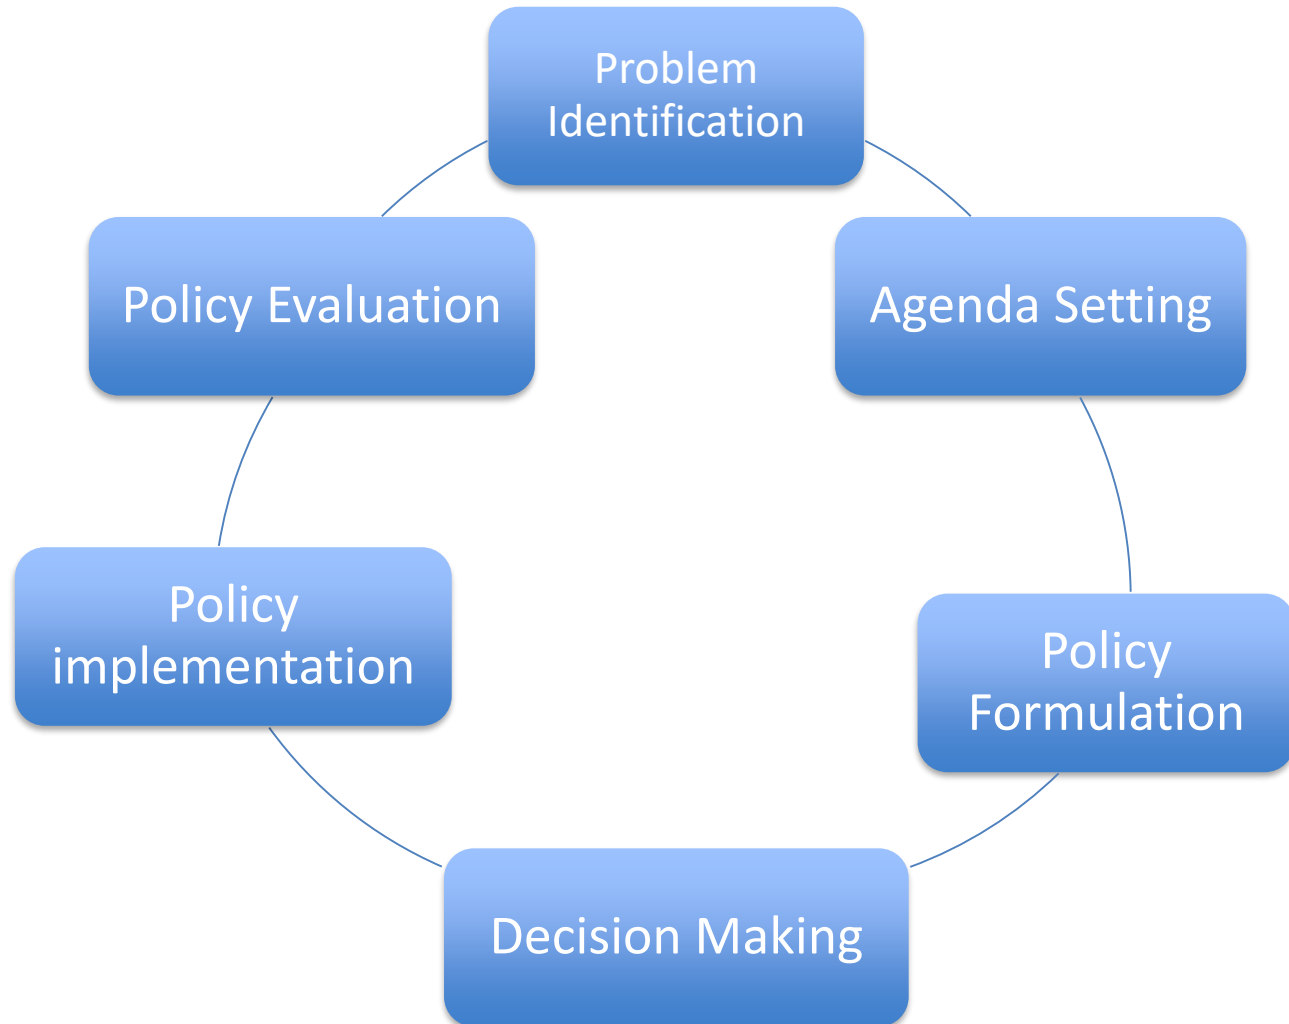 Problem
Identification
Agenda Setting
Policy
Formulation
Decision Making
Policy
implementation
Policy Evaluation